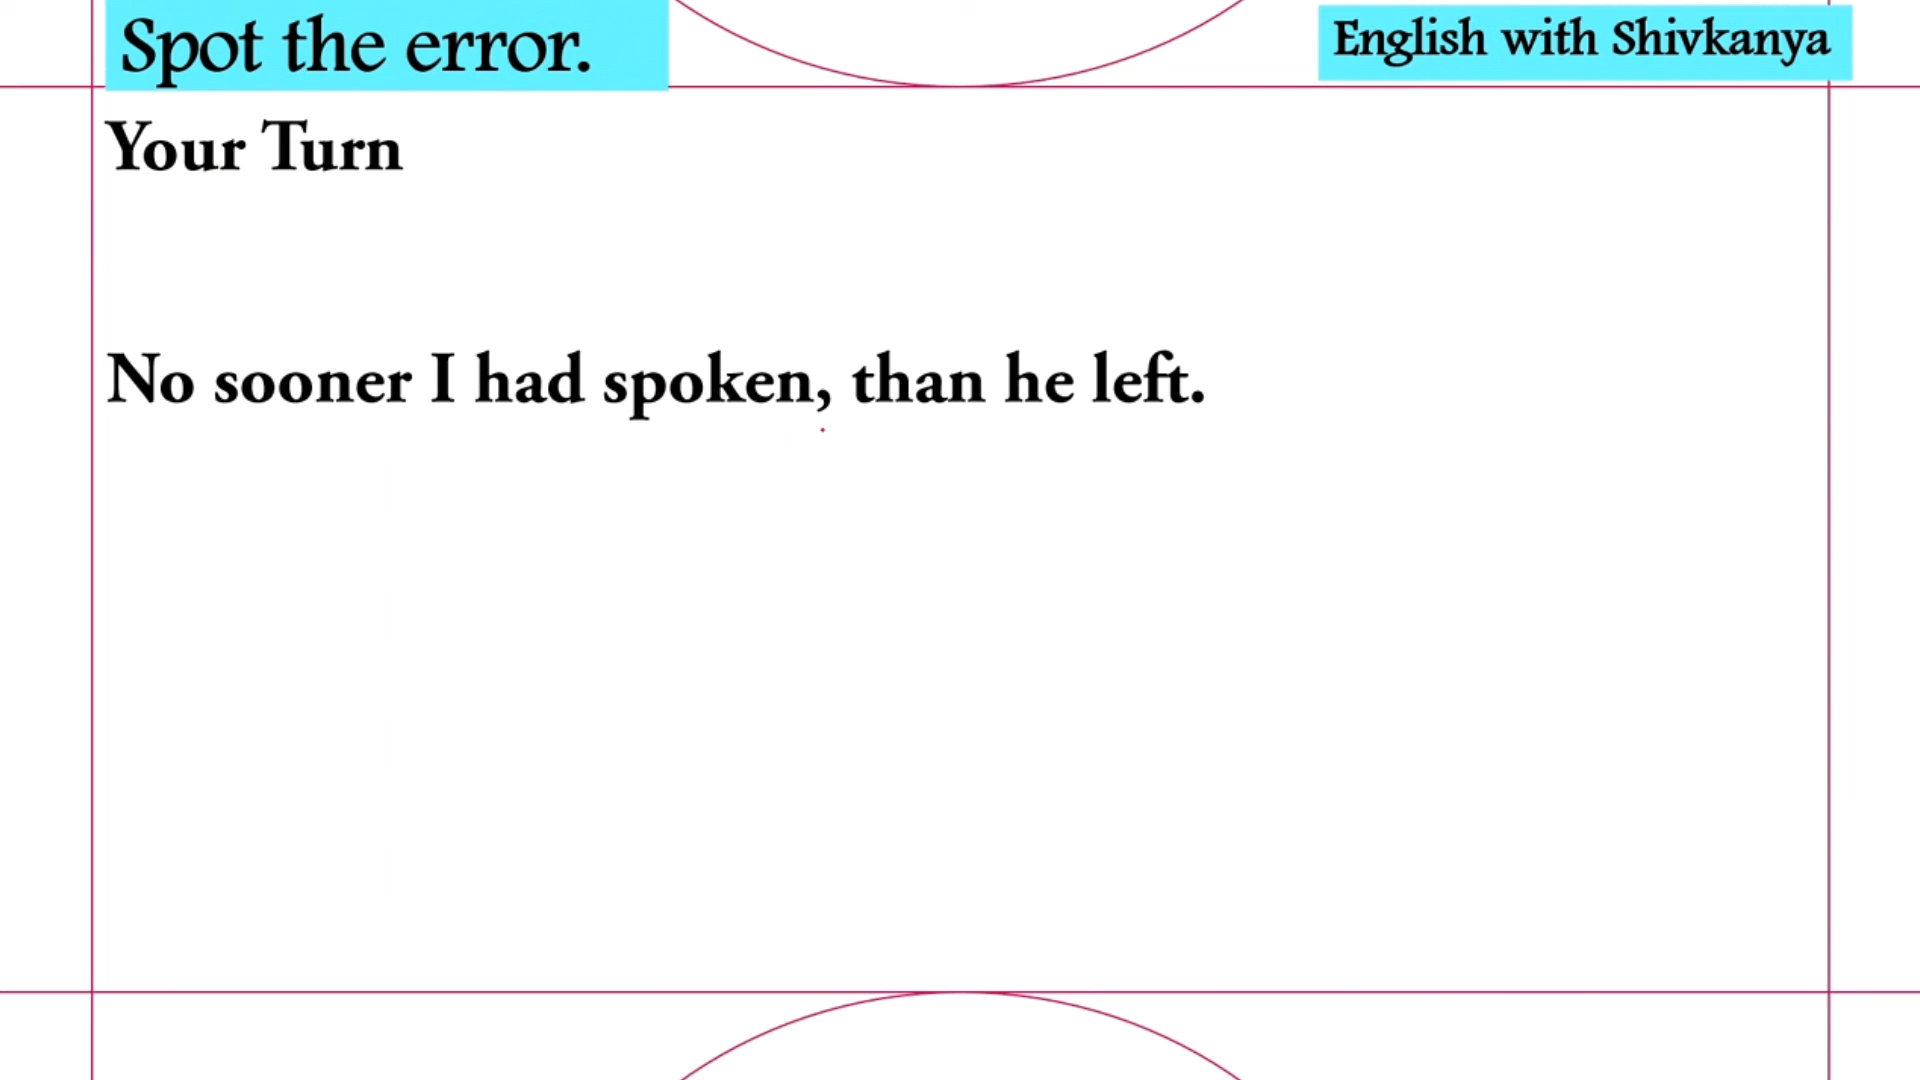 Spot the error.
English with Shivkanya
Your Turn
No sooner I had spoken, than he left.